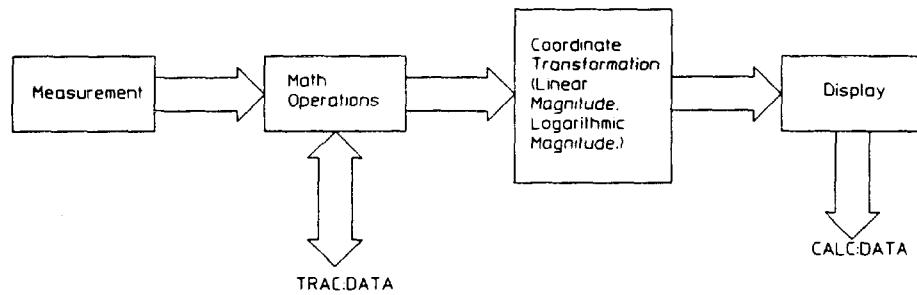 Measurement
Math
Operations
Coordinate
Transformation
(Linear
Magnitude,
Logarithmic
Magnitude,)
Display
TRAC:DATA
CALC:DATA